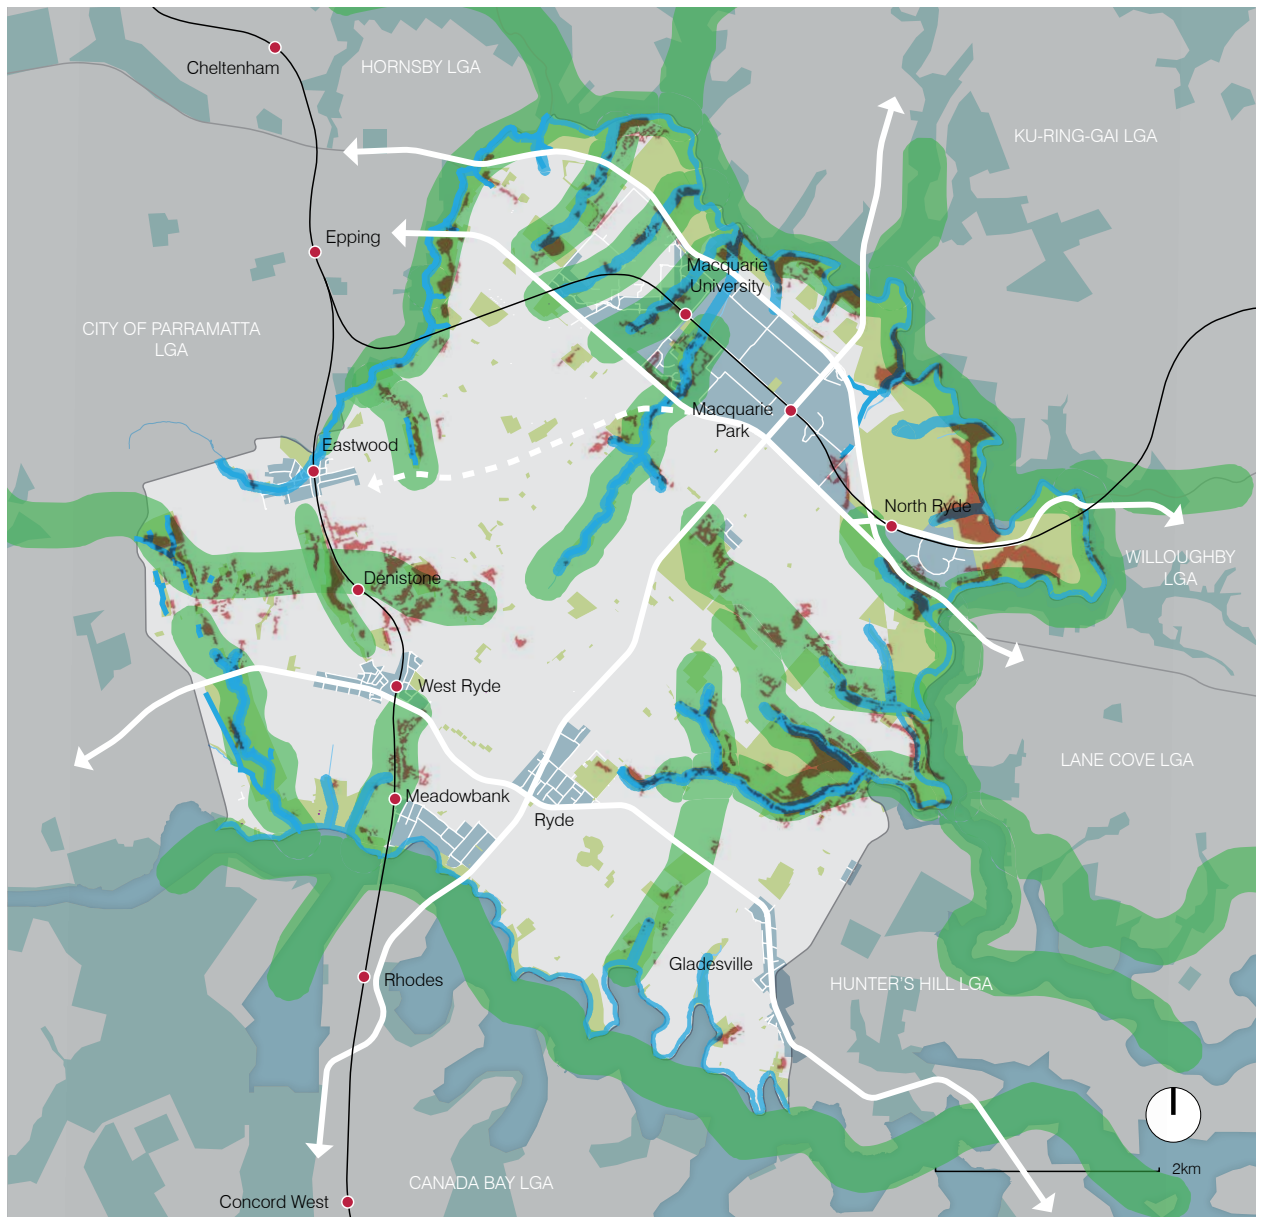 Cheltenham
HORNSBY LGA
KU-RING-GAI LGA
Epping
Macquarie
University
CITY OF PARRAMATTA
LGA
Macquarie
Park
Eastwood
North Ryde
WILLOUGHBY
LGA
Denistone
West Ryde
LANE COVE LGA
Meadowbank
Ryde
Gladesville
Rhodes
HUNTER'S HILL LGA
2km
CANADA BAY LGA
Concord West